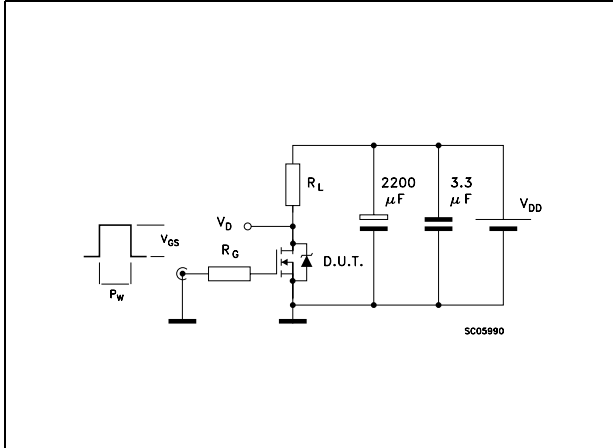 R_L
2200
μF
3.3
μF
V_DD
V_D
V_GS
R_G
D.U.T.
P_W
SC05990